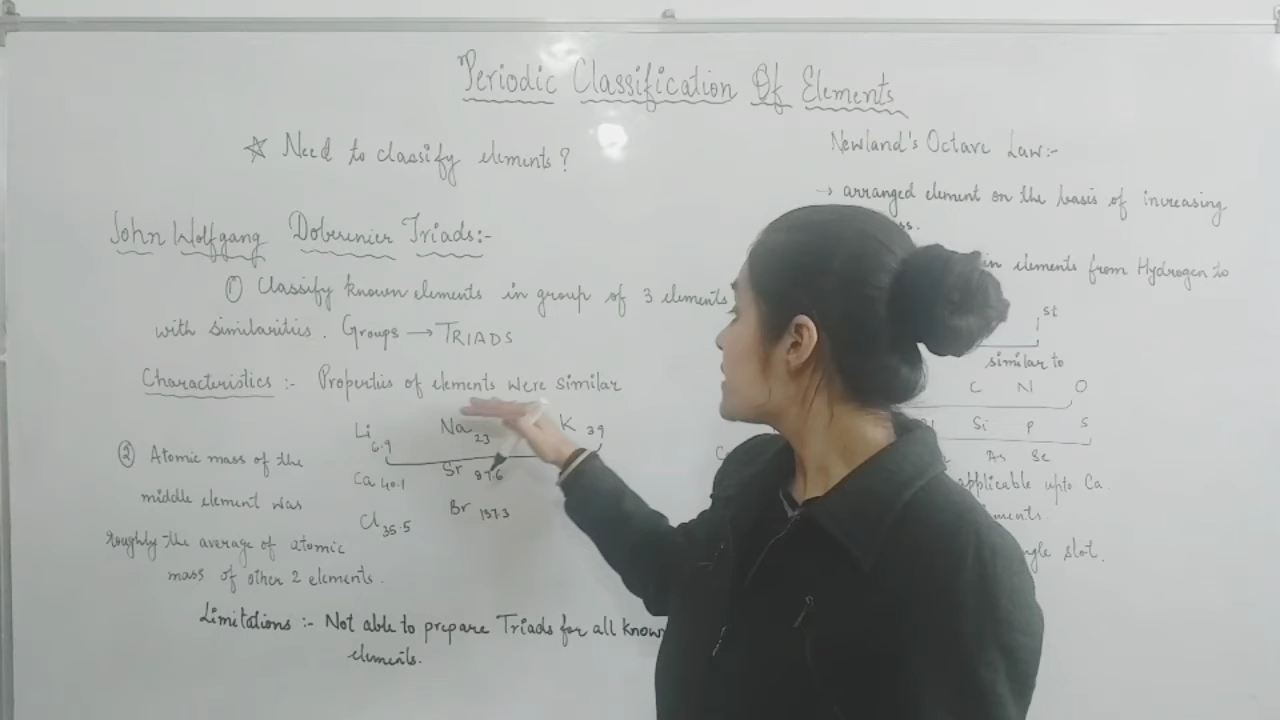 Periodic Classification Of Elements
☆ Need to classify elements?
John Wolfgang Doberenier Triads:-
① Classify known elements in group of 3 elements
with similarities. Groups → TRIADS
Characteristics :- Properties of elements were similar
Li 6.9 Na 23 K 39
Ca 40.1 Sr 87.6
Cl 35.5 Br 137.3
② Atomic mass of the
middle element was
roughly the average of atomic
mass of other 2 elements.
Limitations :- Not able to prepare Triads for all know
elements.
Newland's Octave Law:-
→ arranged element on the basis of increasing
in elements from Hydrogen to
st
similar to
C N O
Si P S
As Se
applicable upto Ca.
slot.